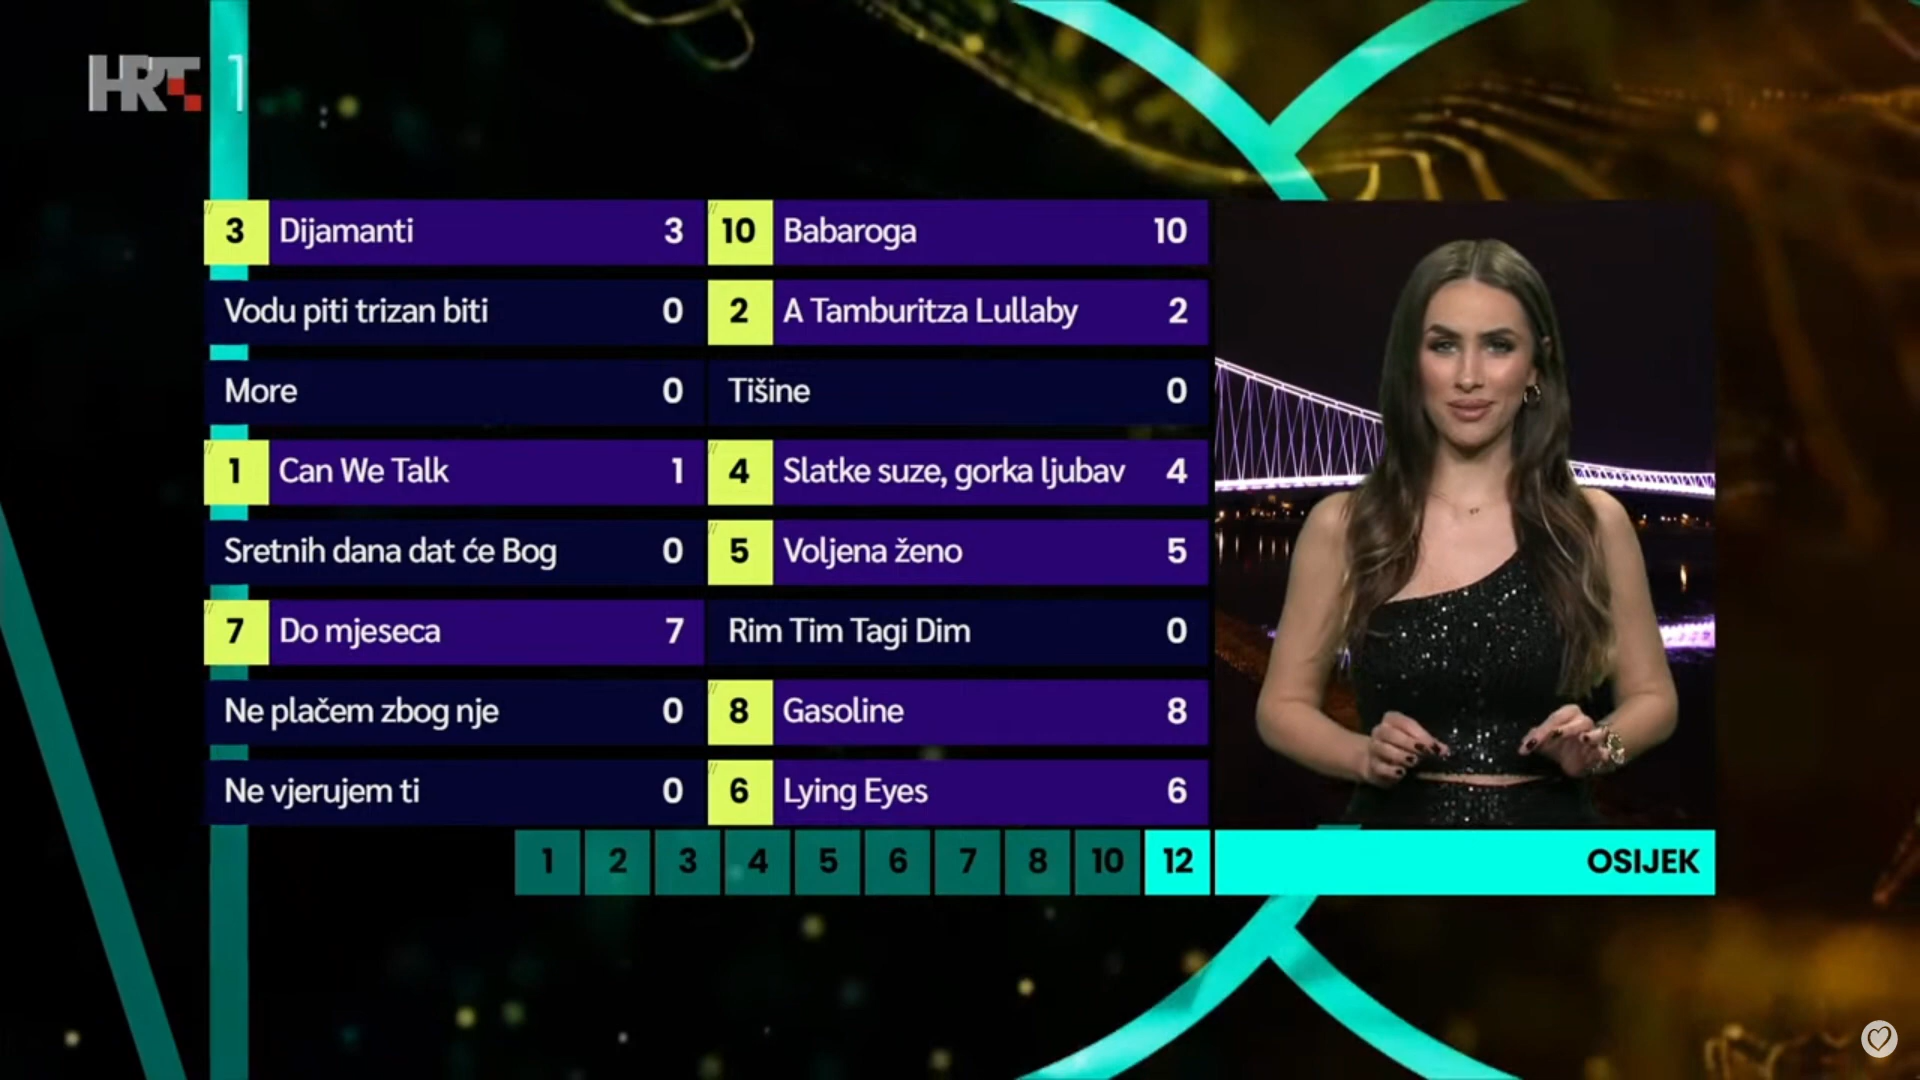 HRT 1
3 Dijamanti 3
Vodu piti trizan biti 0
More 0
1 Can We Talk 1
Sretnih dana dat će Bog 0
7 Do mjeseca 7
Ne plačem zbog nje 0
Ne vjerujem ti 0
10 Babaroga 10
2 A Tamburitza Lullaby 2
Tišine 0
4 Slatke suze, gorka ljubav 4
5 Voljena ženo 5
Rim Tim Tagi Dim 0
8 Gasoline 8
6 Lying Eyes 6
1 2 3 4 5 6 7 8 10 12
OSIJEK